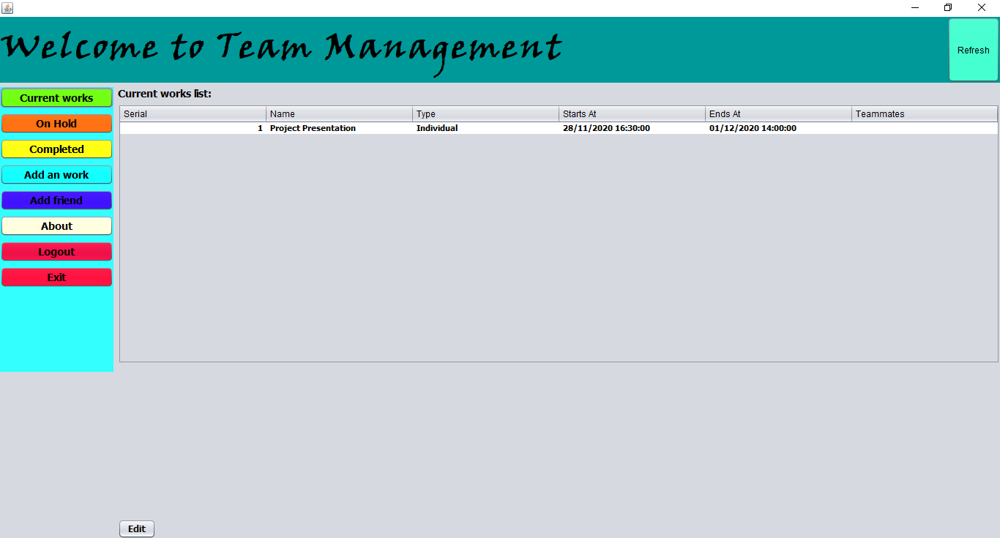 Welcome to Team Management
Refresh
Current works
On Hold
Completed
Add an work
Add friend
About
Logout
Exit
Current works list:
Serial Name Type Starts At Ends At Teammates
1 Project Presentation Individual 28/11/2020 16:30:00 01/12/2020 14:00:00
Edit